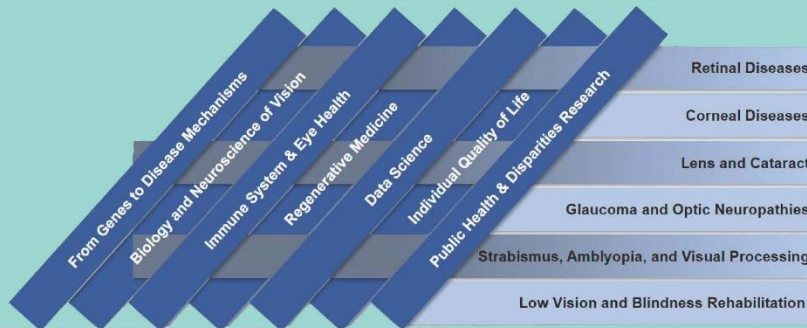 From Genes to Disease Mechanisms
Biology and Neuroscience of Vision
Immune System & Eye Health
Regenerative Medicine
Data Science
Individual Quality of Life
Public Health & Disparities Research
Retinal Diseases
Corneal Diseases
Lens and Cataract
Glaucoma and Optic Neuropathies
Strabismus, Amblyopia, and Visual Processing
Low Vision and Blindness Rehabilitation